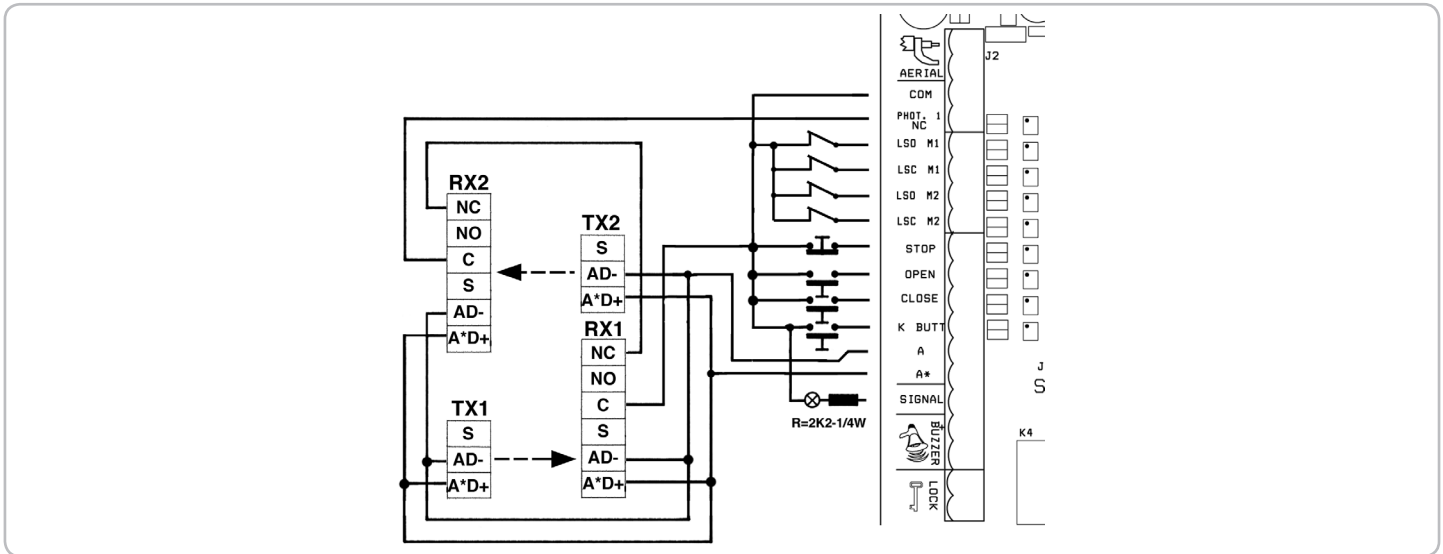 J2
AERIAL
COM
PHOT. 1
NC
LSO M1
LSC M1
LSO M2
LSC M2
STOP
OPEN
CLOSE
K BUTT
A
A*
SIGNAL
BUZZER
+
LOCK
J
S
K4
RX2
NC
NO
C
S
AD-
A*D+
TX2
S
AD-
A*D+
RX1
NC
NO
C
S
AD-
A*D+
TX1
S
AD-
A*D+
R=2K2-1/4W